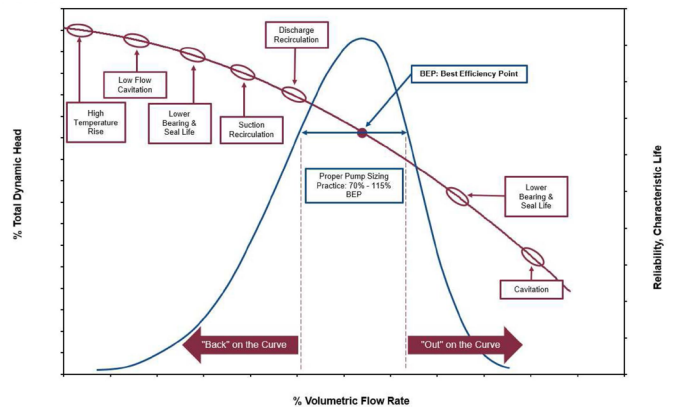 Discharge
Recirculation
Low Flow
Cavitation
BEP: Best Efficiency Point
High
Temperature
Rise
Lower
Bearing &
Seal Life
Suction
Recirculation
Proper Pump Sizing
Practice: 70% - 115%
BEP
Lower
Bearing &
Seal Life
Cavitation
"Back" on the Curve
"Out" on the Curve
% Total Dynamic Head
Reliability, Characteristic Life
% Volumetric Flow Rate